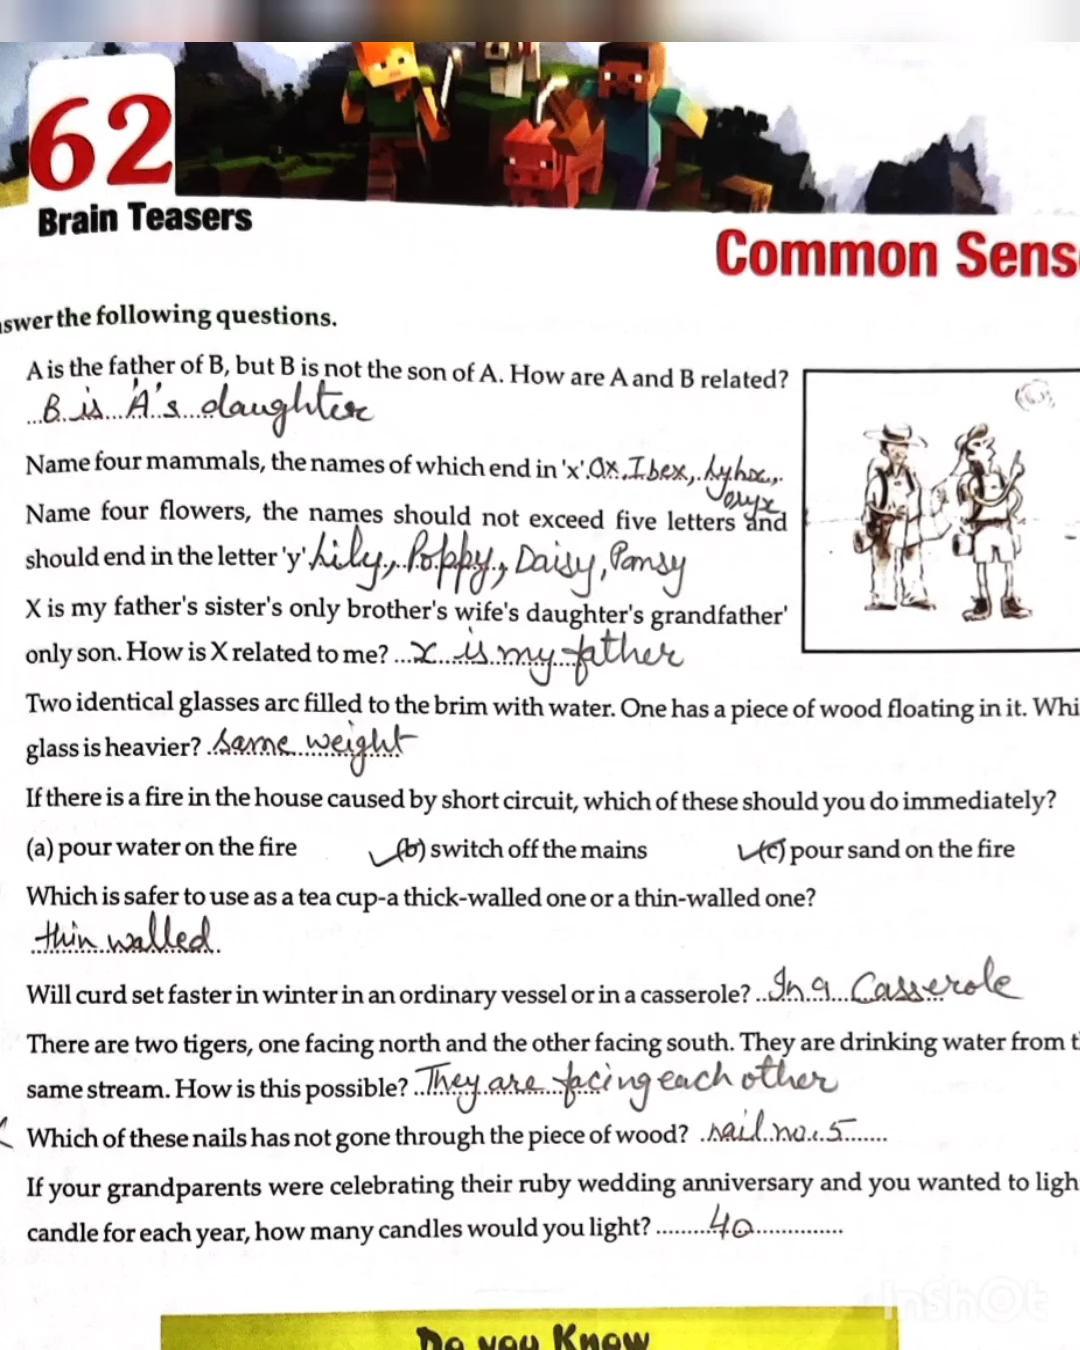 62
Brain Teasers
Common Sens
nswer the following questions.
A is the father of B, but B is not the son of A. How are A and B related?
B is 'A's daughter
Name four mammals, the names of which end in 'x'. Ox, Ibex,
oryx
Name four flowers, the names should not exceed five letters and
should end in the letter 'y' Lily, Poppy, Daisy, Pansy
X is my father's sister's only brother's wife's daughter's grandfather'
only son. How is X related to me? x is my father
Two identical glasses arc filled to the brim with water. One has a piece of wood floating in it. Whi
glass is heavier? same weight
If there is a fire in the house caused by short circuit, which of these should you do immediately?
(a) pour water on the fire (b) switch off the mains (c) pour sand on the fire
Which is safer to use as a tea cup-a thick-walled one or a thin-walled one?
thin walled.
Will curd set faster in winter in an ordinary vessel or in a casserole? In a Casserole
There are two tigers, one facing north and the other facing south. They are drinking water from t
same stream. How is this possible? They are facing each other
Which of these nails has not gone through the piece of wood? nail no. 5
If your grandparents were celebrating their ruby wedding anniversary and you wanted to ligh
candle for each year, how many candles would you light? 40
InShOt
Do you Know